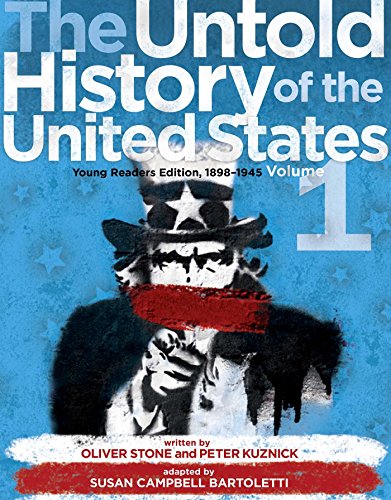 The Untold
History of the
United States
Young Readers Edition, 1898–1945 Volume
1
written by
OLIVER STONE and PETER KUZNICK
adapted by
SUSAN CAMPBELL BARTOLETTI